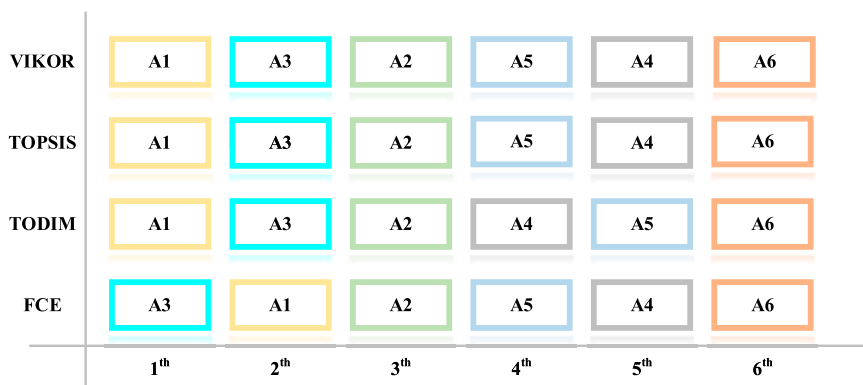 VIKOR A1 A3 A2 A5 A4 A6
TOPSIS A1 A3 A2 A5 A4 A6
TODIM A1 A3 A2 A4 A5 A6
FCE A3 A1 A2 A5 A4 A6
1th 2th 3th 4th 5th 6th